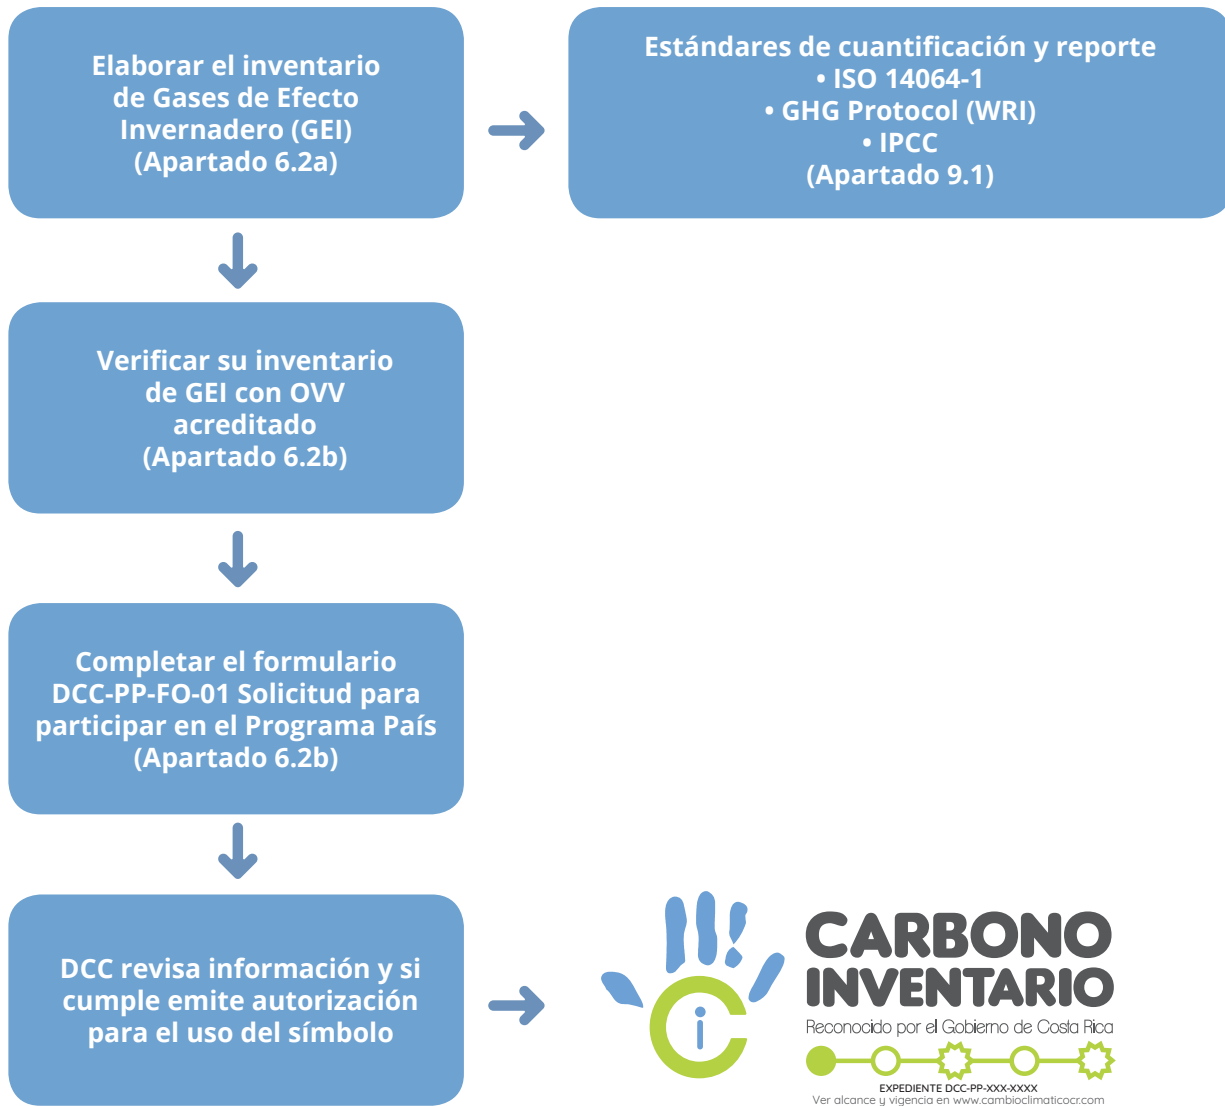 Elaborar el inventario
de Gases de Efecto
Invernadero (GEI)
(Apartado 6.2a)
Estándares de cuantificación y reporte
• ISO 14064-1
• GHG Protocol (WRI)
• IPCC
(Apartado 9.1)
Verificar su inventario
de GEI con OVV
acreditado
(Apartado 6.2b)
Completar el formulario
DCC-PP-FO-01 Solicitud para
participar en el Programa País
(Apartado 6.2b)
DCC revisa información y si
cumple emite autorización
para el uso del símbolo
C i
CARBONO
INVENTARIO
Reconocido por el Gobierno de Costa Rica
EXPEDIENTE DCC-PP-XXX-XXXX
Ver alcance y vigencia en www.cambioclimaticocr.com